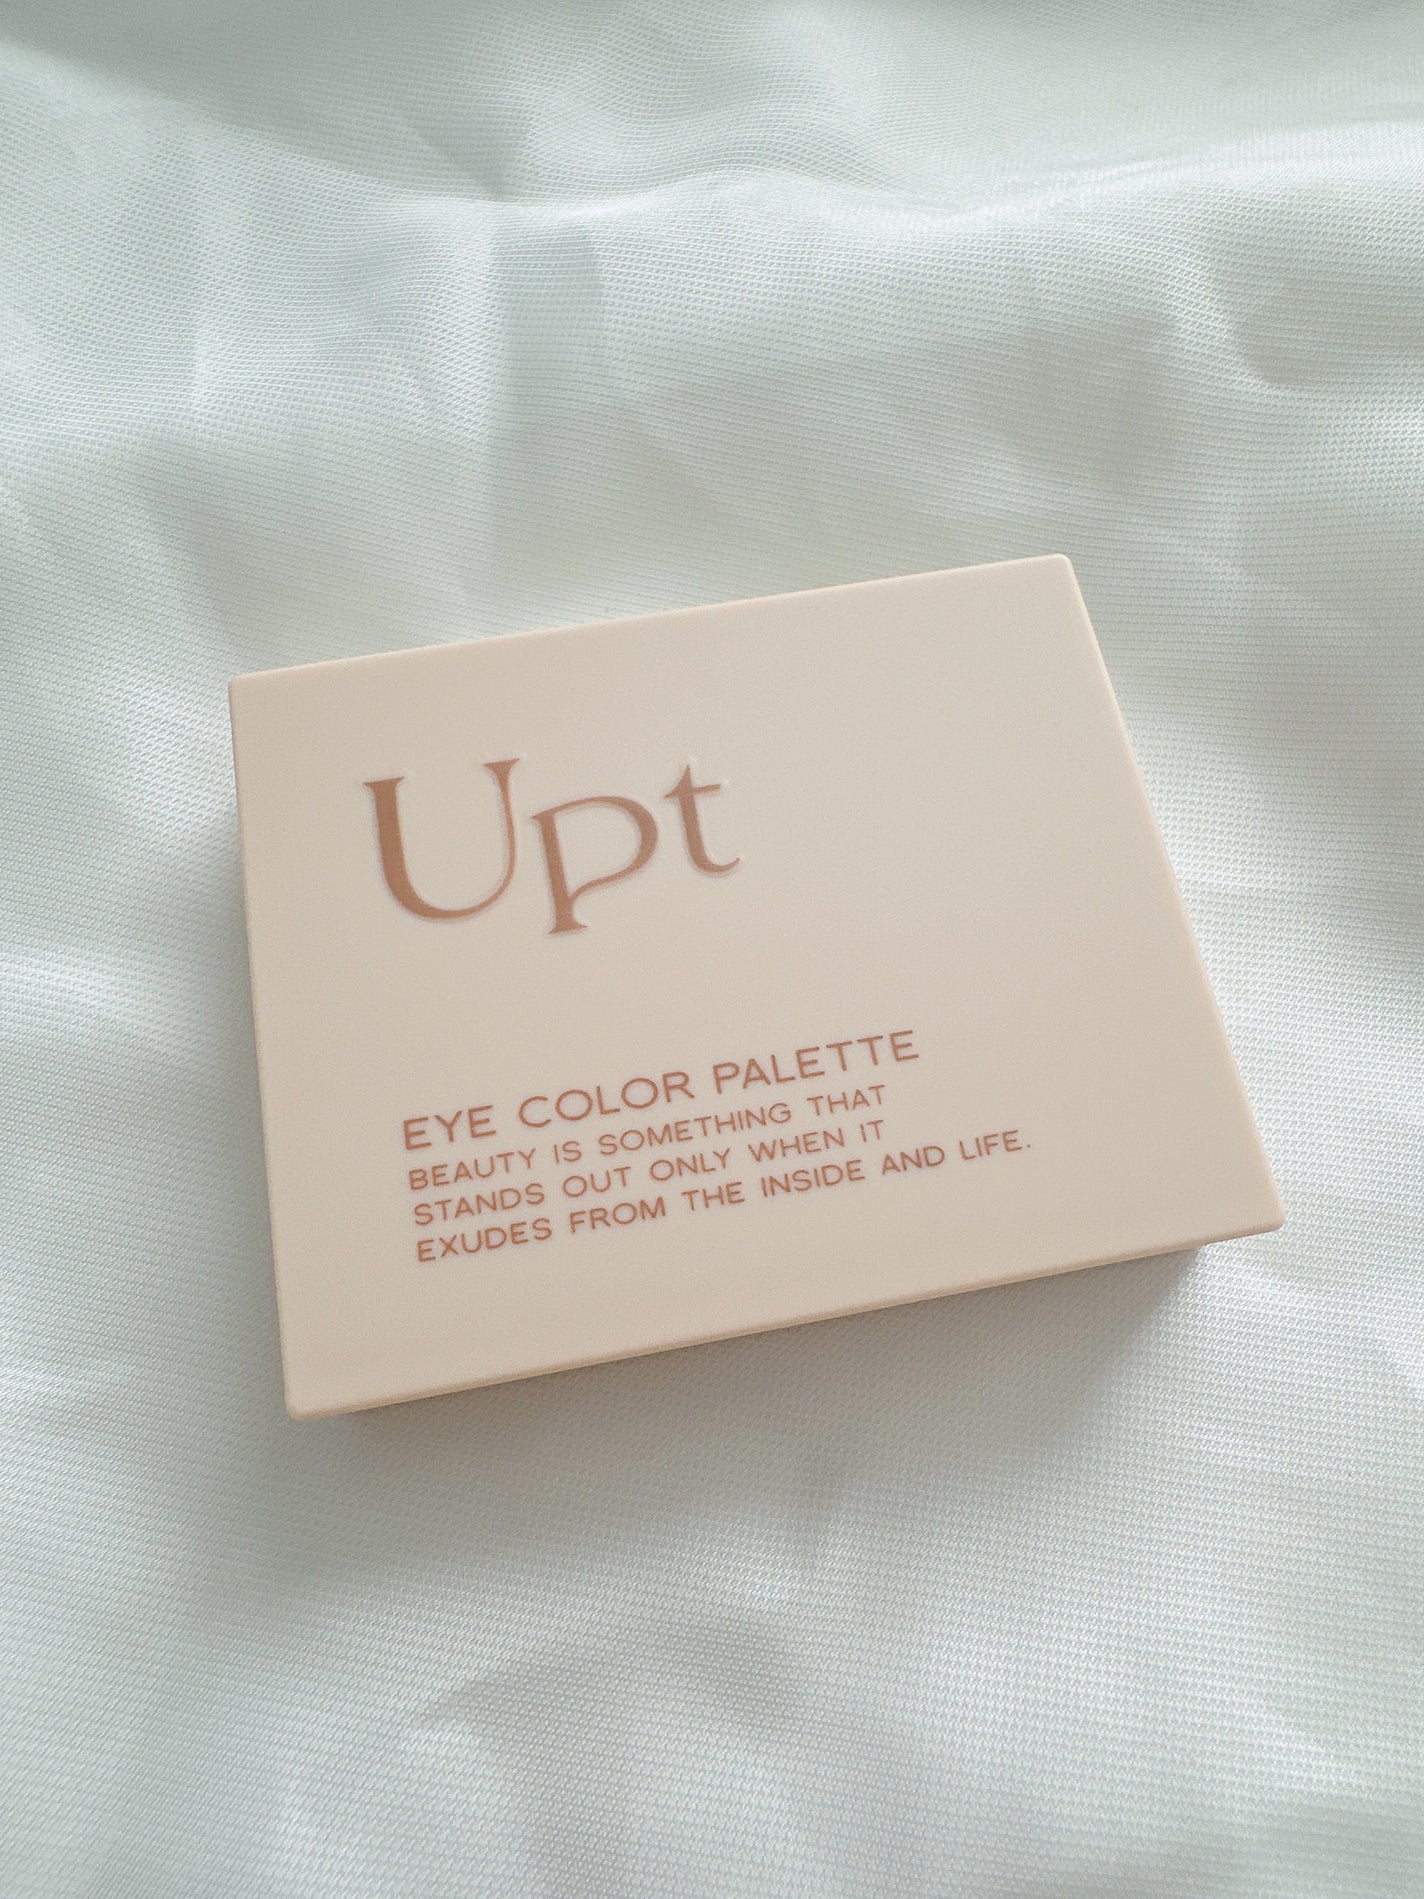 Upt
EYE COLOR PALETTE
BEAUTY IS SOMETHING THAT
STANDS OUT ONLY WHEN IT
EXUDES FROM THE INSIDE AND LIFE.